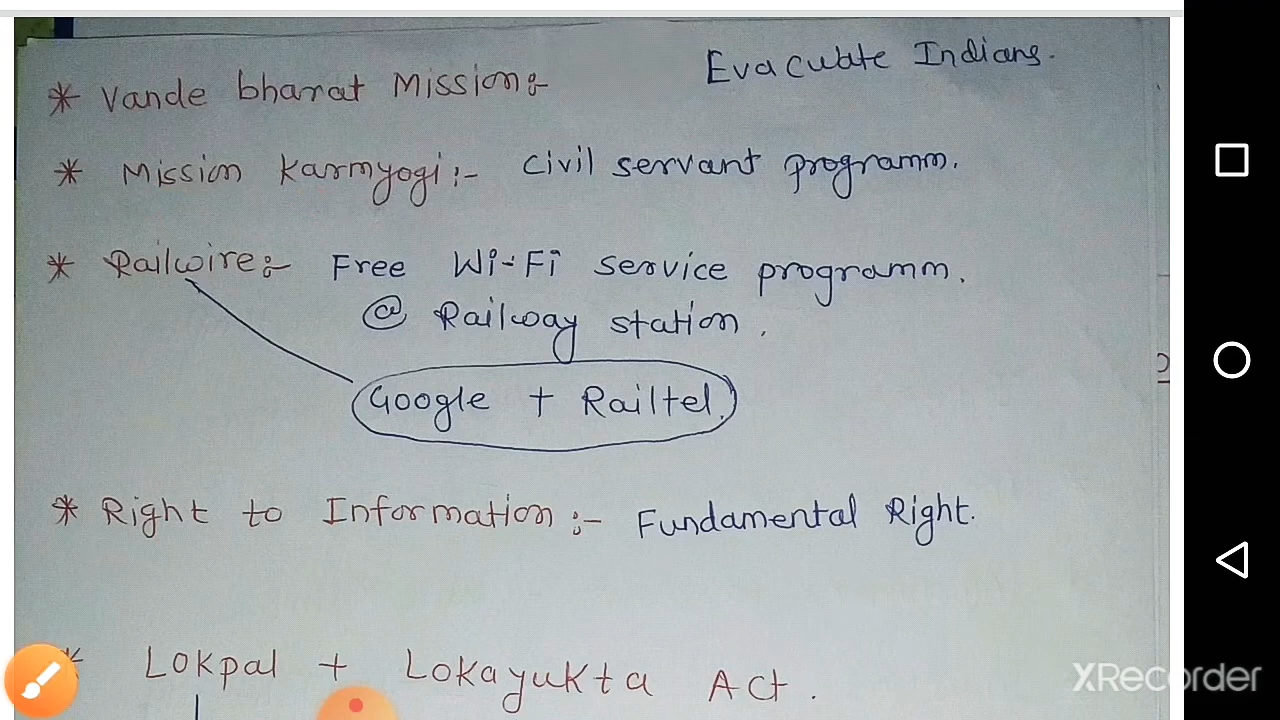 Evacuate Indians.
* Vande bharat Mission:-
* Mission Karmyogi:- Civil servant programm.
* Railwire:- Free Wi-Fi service programm.
@ Railway station.
Google + Railtel.
* Right to Information:- Fundamental Right.
* Lokpal + Lokayukta Act.
XRecorder